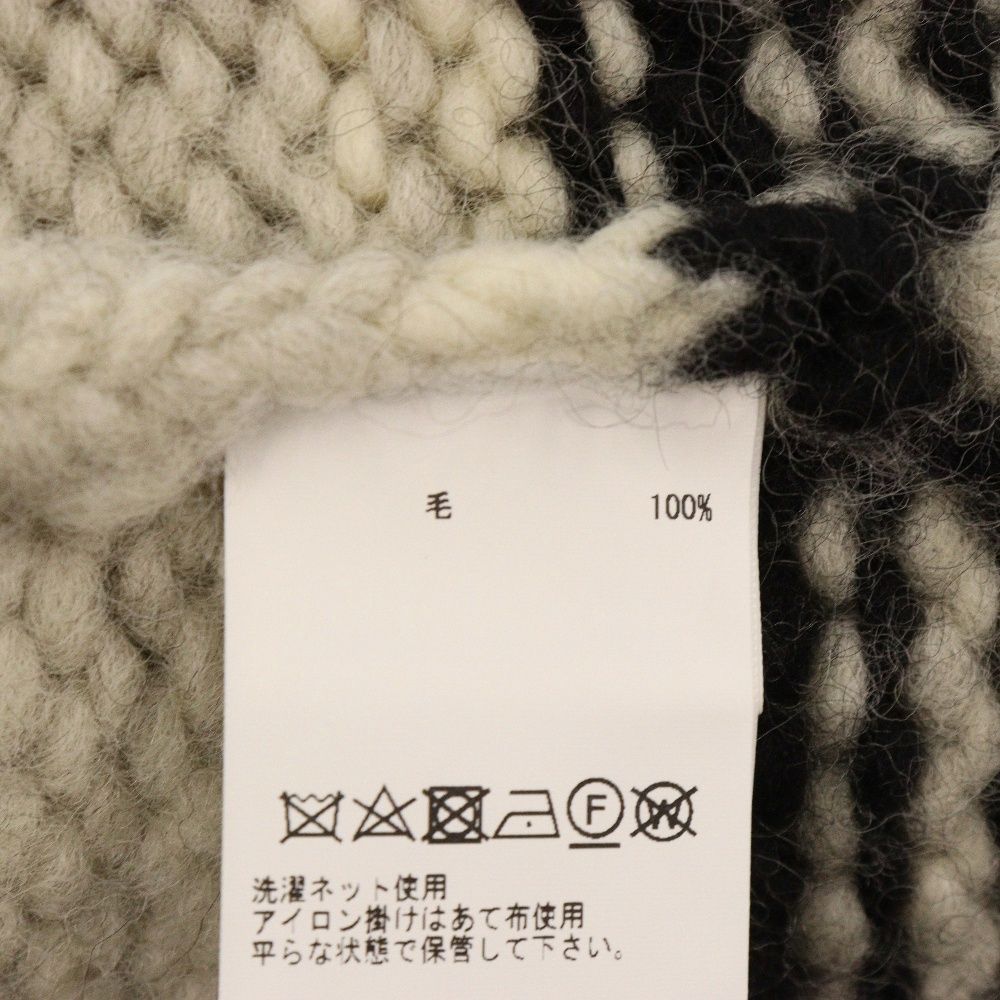 毛 100%
F W
洗濯ネット使用
アイロン掛けはあて布使用
平らな状態で保管して下さい。